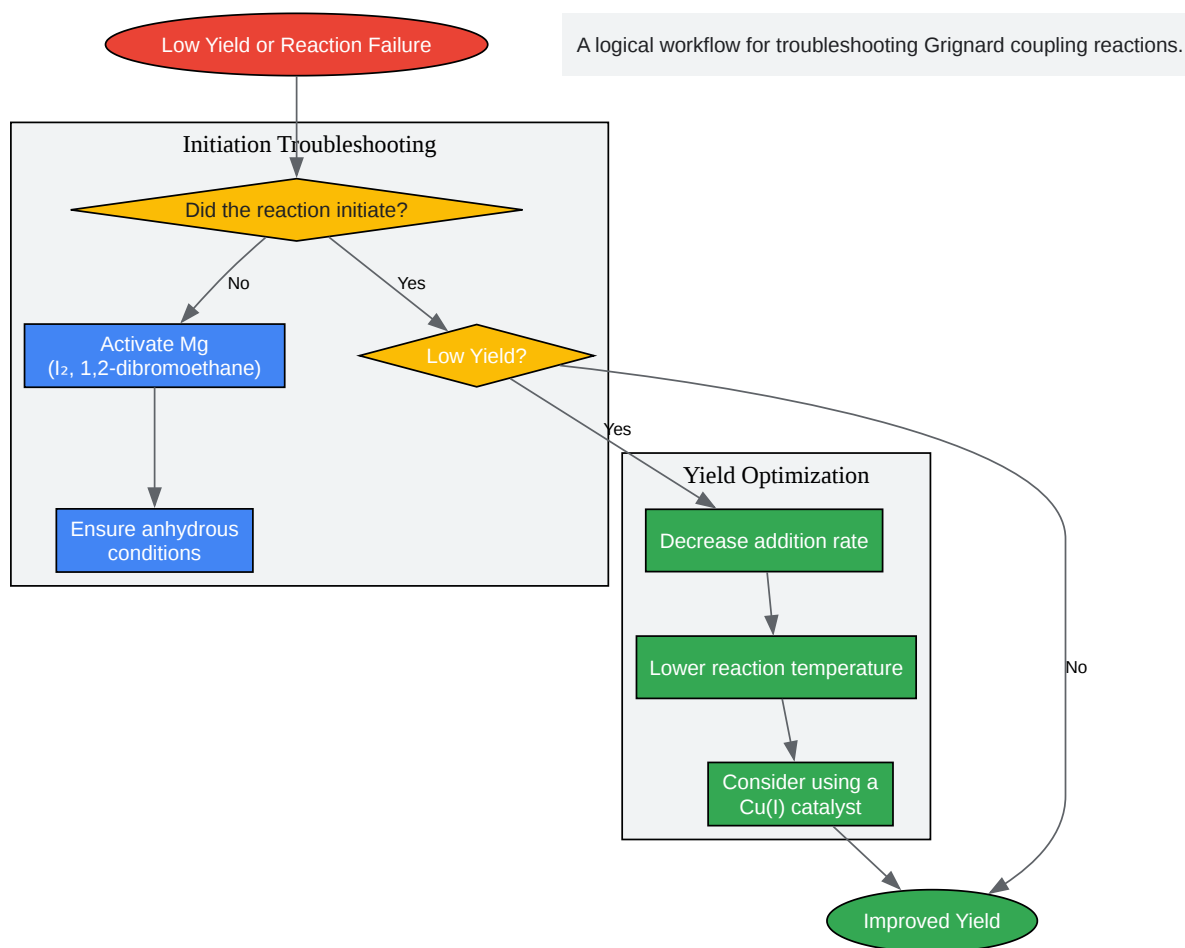 Low Yield or Reaction Failure
A logical workflow for troubleshooting Grignard coupling reactions.
Initiation Troubleshooting
Did the reaction initiate?
No
Yes
Activate Mg
(I₂, 1,2-dibromoethane)
Low Yield?
Ensure anhydrous
conditions
Yes
Yield Optimization
Decrease addition rate
Lower reaction temperature
No
Consider using a
Cu(I) catalyst
Improved Yield